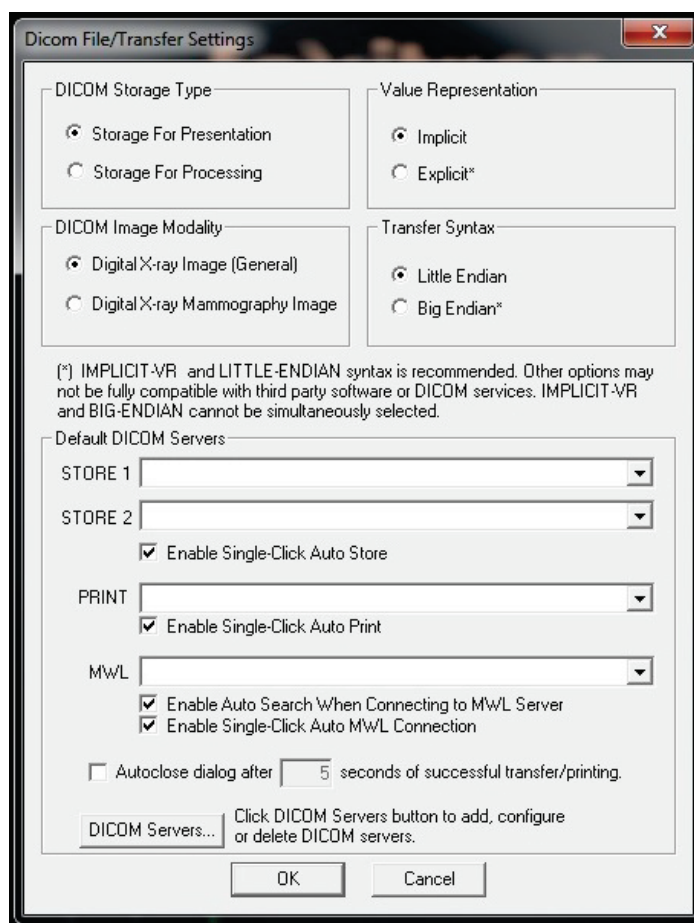 Dicom File/Transfer Settings
DICOM Storage Type
Storage For Presentation
Storage For Processing
Value Representation
Implicit
Explicit*
DICOM Image Modality
Digital X-ray Image (General)
Digital X-ray Mammography Image
Transfer Syntax
Little Endian
Big Endian*
(*) IMPLICIT-VR and LITTLE-ENDIAN syntax is recommended. Other options may
not be fully compatible with third party software or DICOM services. IMPLICIT-VR
and BIG-ENDIAN cannot be simultaneously selected.
Default DICOM Servers
STORE 1
STORE 2
Enable Single-Click Auto Store
PRINT
Enable Single-Click Auto Print
MWL
Enable Auto Search When Connecting to MWL Server
Enable Single-Click Auto MWL Connection
Autoclose dialog after 5 seconds of successful transfer/printing.
DICOM Servers...
Click DICOM Servers button to add, configure
or delete DICOM servers.
OK
Cancel